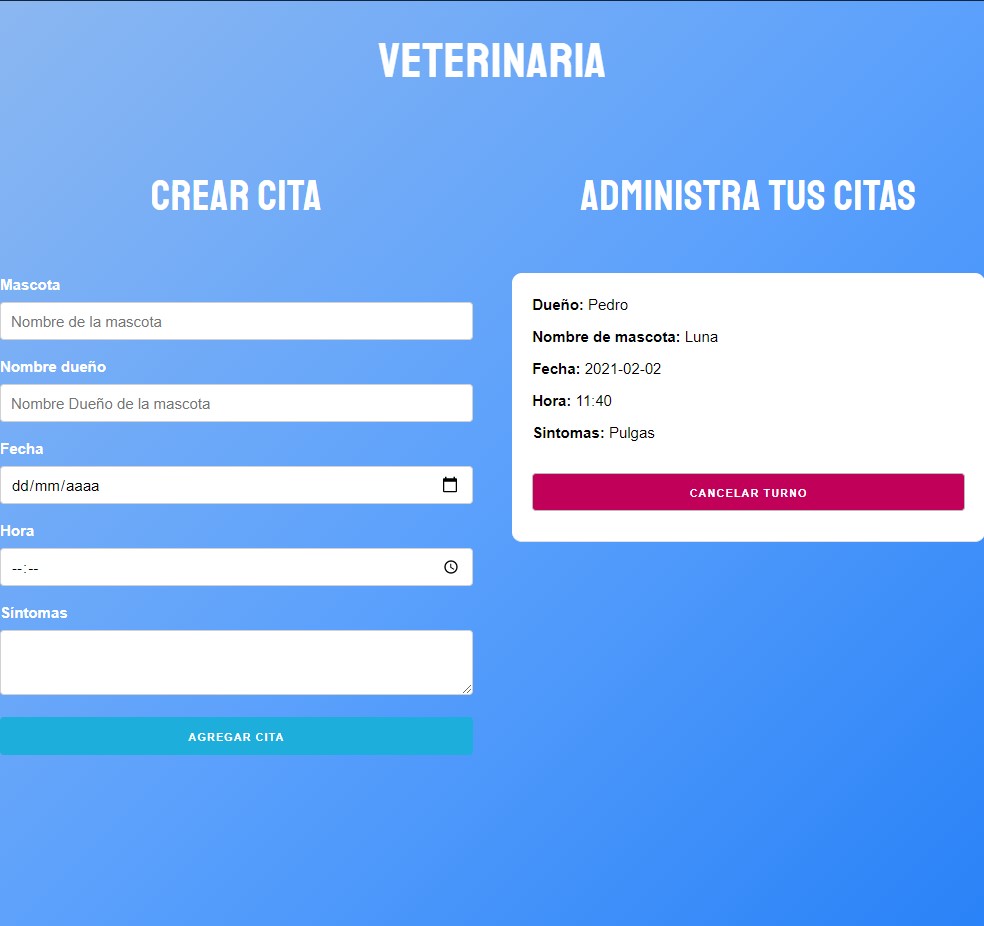 VETERINARIA
CREAR CITA
Mascota
Nombre de la mascota
Nombre dueño
Nombre Dueño de la mascota
Fecha
dd/mm/aaaa
Hora
--:--
Síntomas
AGREGAR CITA
ADMINISTRA TUS CITAS
Dueño: Pedro
Nombre de mascota: Luna
Fecha: 2021-02-02
Hora: 11:40
Sintomas: Pulgas
CANCELAR TURNO